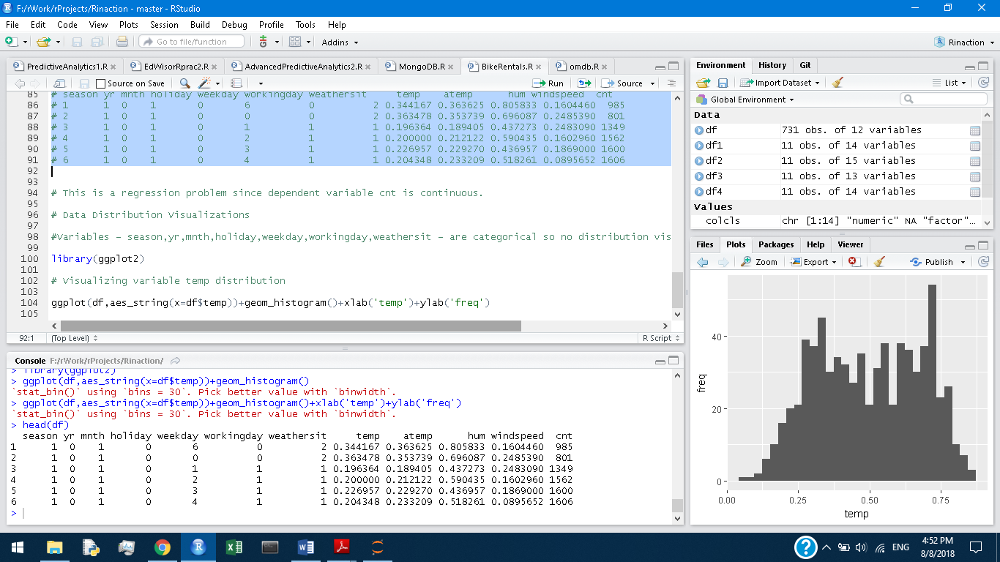 F:/rWork/rProjects/Rinaction - master - RStudio
File Edit Code View Plots Session Build Debug Profile Tools Help
Go to file/function Addins Rinaction
PredictiveAnalytics1.R EdWisorRprac2.R AdvancedPredictiveAnalytics2.R MongoDB.R BikeRentals.R omdb.R
Source on Save Run Source
85 # season yr mnth holiday weekday workingday weathersit temp atemp hum windspeed cnt
86 # 1 1 0 1 0 6 0 2 0.344167 0.363625 0.805833 0.1604460 985
87 # 2 1 0 1 0 0 0 2 0.363478 0.353739 0.696087 0.2485390 801
88 # 3 1 0 1 0 1 1 1 0.196364 0.189405 0.437273 0.2483090 1349
89 # 4 1 0 1 0 2 1 1 0.200000 0.212122 0.590435 0.1602960 1562
90 # 5 1 0 1 0 3 1 1 0.226957 0.229270 0.436957 0.1869000 1600
91 # 6 1 0 1 0 4 1 1 0.204348 0.233209 0.518261 0.0895652 1606
92
93
94 # This is a regression problem since dependent variable cnt is continuous.
95
96 # Data Distribution Visualizations
97
98 #Variables - season,yr,mnth,holiday,weekday,workingday,weathersit - are categorical so no distribution vis
99
100 library(ggplot2)
101
102 # Visualizing variable temp distribution
103
104 ggplot(df,aes_string(x=df$temp))+geom_histogram()+xlab('temp')+ylab('freq')
105
92:1 (Top Level) R Script
Console F:/rWork/rProjects/Rinaction/
> library(ggplot2)
> ggplot(df,aes_string(x=df$temp))+geom_histogram()
`stat_bin()` using `bins = 30`. Pick better value with `binwidth`.
> ggplot(df,aes_string(x=df$temp))+geom_histogram()+xlab('temp')+ylab('freq')
`stat_bin()` using `bins = 30`. Pick better value with `binwidth`.
> head(df)
season yr mnth holiday weekday workingday weathersit temp atemp hum windspeed cnt
1 1 0 1 0 6 0 2 0.344167 0.363625 0.805833 0.1604460 985
2 1 0 1 0 0 0 2 0.363478 0.353739 0.696087 0.2485390 801
3 1 0 1 0 1 1 1 0.196364 0.189405 0.437273 0.2483090 1349
4 1 0 1 0 2 1 1 0.200000 0.212122 0.590435 0.1602960 1562
5 1 0 1 0 3 1 1 0.226957 0.229270 0.436957 0.1869000 1600
6 1 0 1 0 4 1 1 0.204348 0.233209 0.518261 0.0895652 1606
>
Environment History Git
Import Dataset List
Global Environment
Data
df 731 obs. of 12 variables
df1 11 obs. of 14 variables
df2 11 obs. of 15 variables
df3 11 obs. of 13 variables
df4 11 obs. of 14 variables
Values
colcls chr [1:14] "numeric" NA "factor"...
Files Plots Packages Help Viewer
Zoom Export Publish
40
20
0
freq
0.00 0.25 0.50 0.75
temp
ENG
4:52 PM
8/8/2018